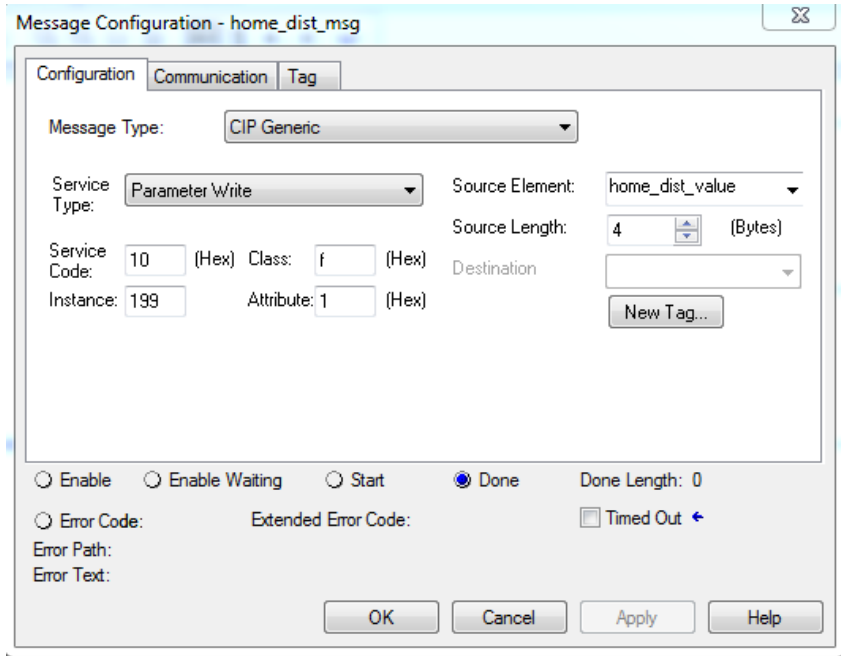 Message Configuration - home_dist_msg
Configuration Communication Tag
Message Type: CIP Generic
Service Type: Parameter Write
Source Element: home_dist_value
Source Length: 4 (Bytes)
Service Code: 10 (Hex) Class: f (Hex)
Destination
Instance: 199 Attribute: 1 (Hex)
New Tag...
Enable Enable Waiting Start Done Done Length: 0
Error Code: Extended Error Code: Timed Out
Error Path:
Error Text:
OK Cancel Apply Help